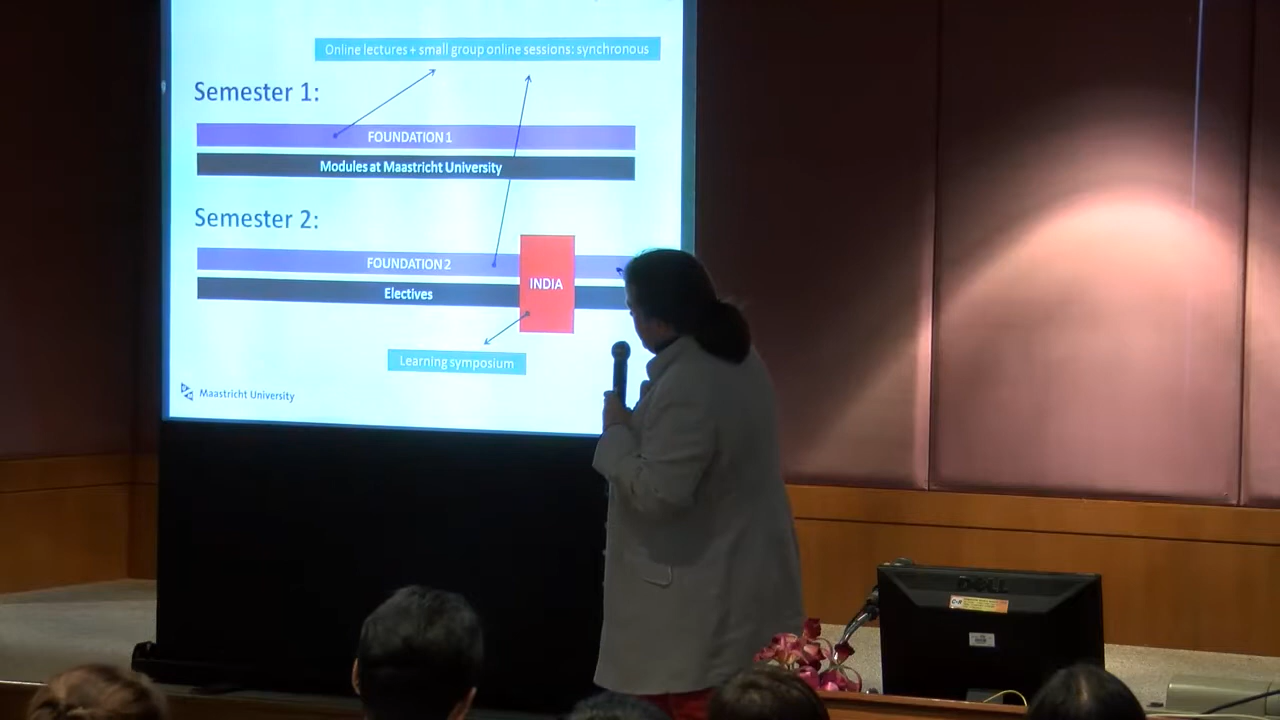 Online lectures + small group online sessions: synchronous
Semester 1:
FOUNDATION 1
Modules at Maastricht University
Semester 2:
FOUNDATION 2
INDIA
Electives
Learning symposium
Maastricht University
DELL